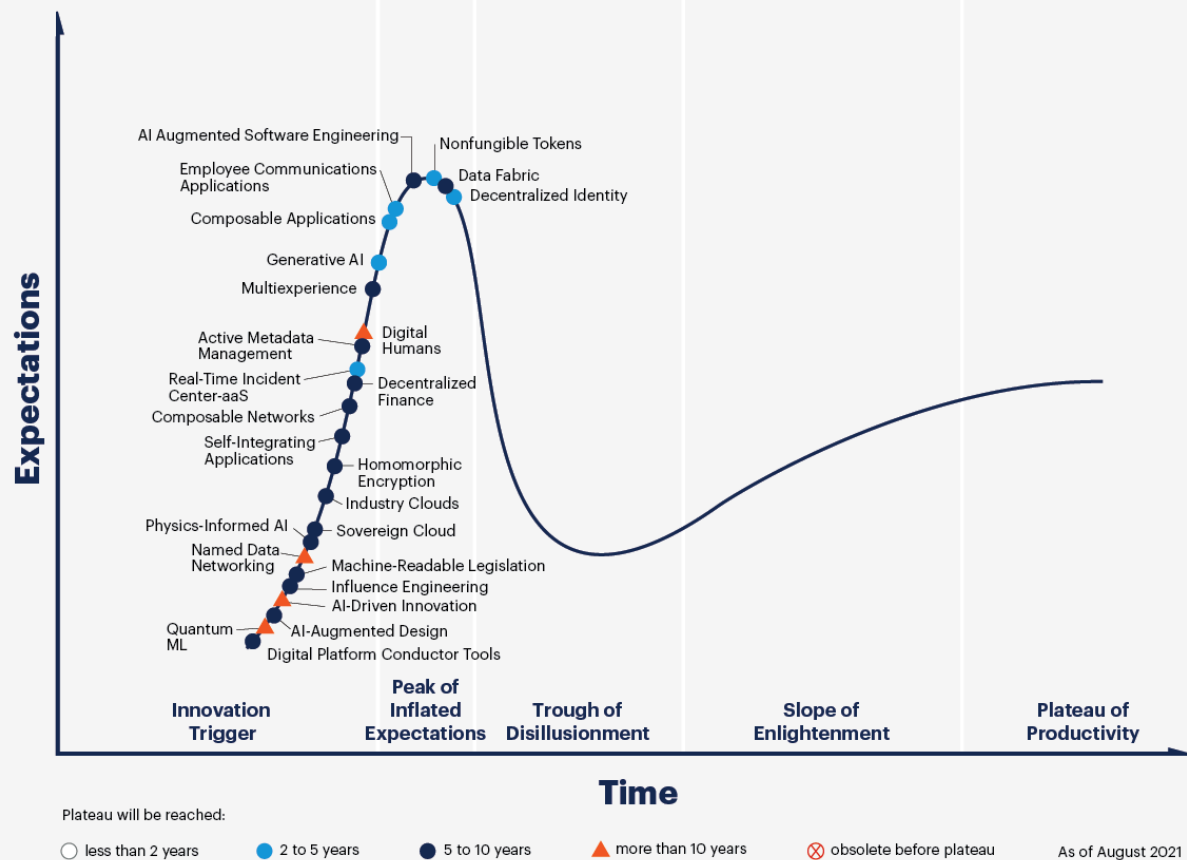 AI Augmented Software Engineering
Nonfungible Tokens
Employee Communications
Applications
Data Fabric
Decentralized Identity
Composable Applications
Generative AI
Multiexperience
Active Metadata
Management
Digital
Humans
Real-Time Incident
Center-aaS
Decentralized
Finance
Composable Networks
Self-Integrating
Applications
Homomorphic
Encryption
Industry Clouds
Physics-Informed AI
Sovereign Cloud
Named Data
Networking
Machine-Readable Legislation
Influence Engineering
AI-Driven Innovation
Quantum
ML
AI-Augmented Design
Digital Platform Conductor Tools
Expectations
Innovation
Trigger
Peak of
Inflated
Expectations
Trough of
Disillusionment
Slope of
Enlightenment
Plateau of
Productivity
Time
Plateau will be reached:
less than 2 years
2 to 5 years
5 to 10 years
more than 10 years
obsolete before plateau
As of August 2021